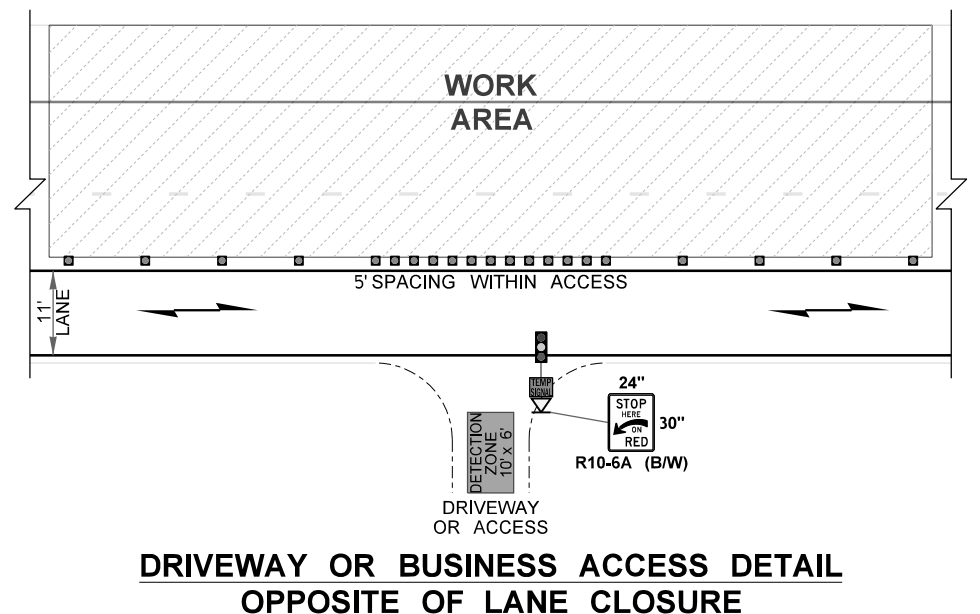 WORK
AREA
5' SPACING WITHIN ACCESS
11'
LANE
TEMP
SIGNAL
24"
STOP
HERE
ON
RED
30"
R10-6A (B/W)
DETECTION
ZONE
10' x 6'
DRIVEWAY
OR ACCESS
DRIVEWAY OR BUSINESS ACCESS DETAIL
OPPOSITE OF LANE CLOSURE